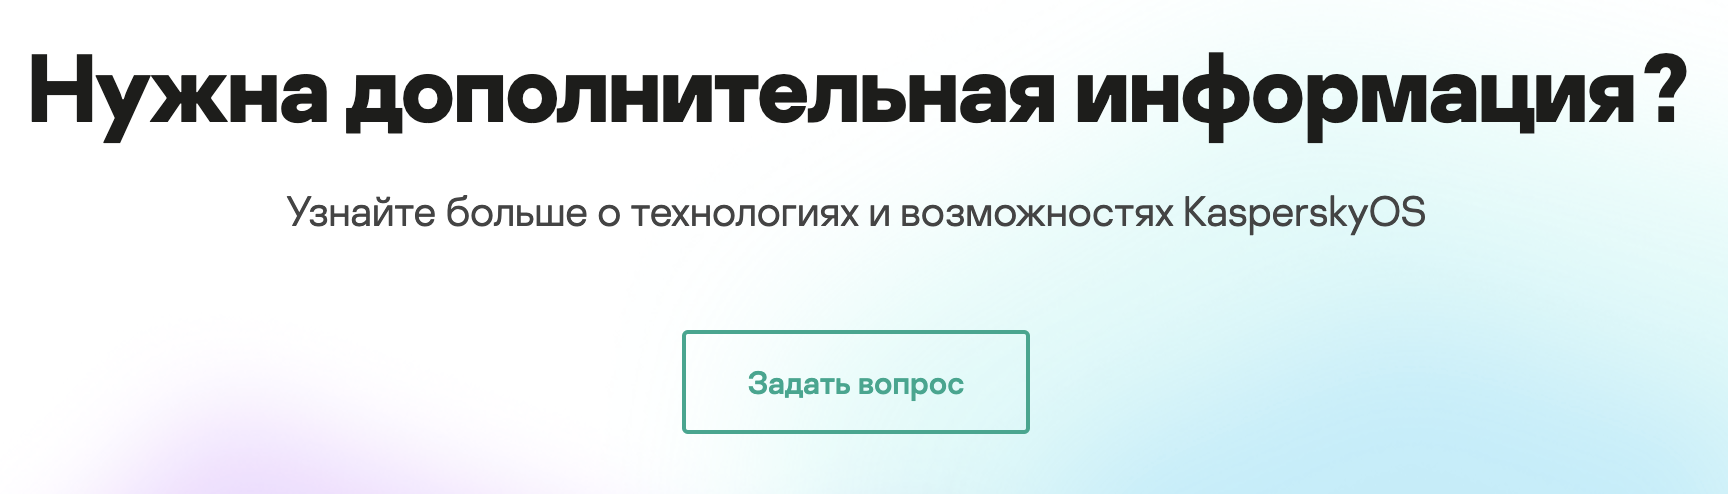 Нужна дополнительная информация?
Узнайте больше о технологиях и возможностях KasperskyOS
Задать вопрос